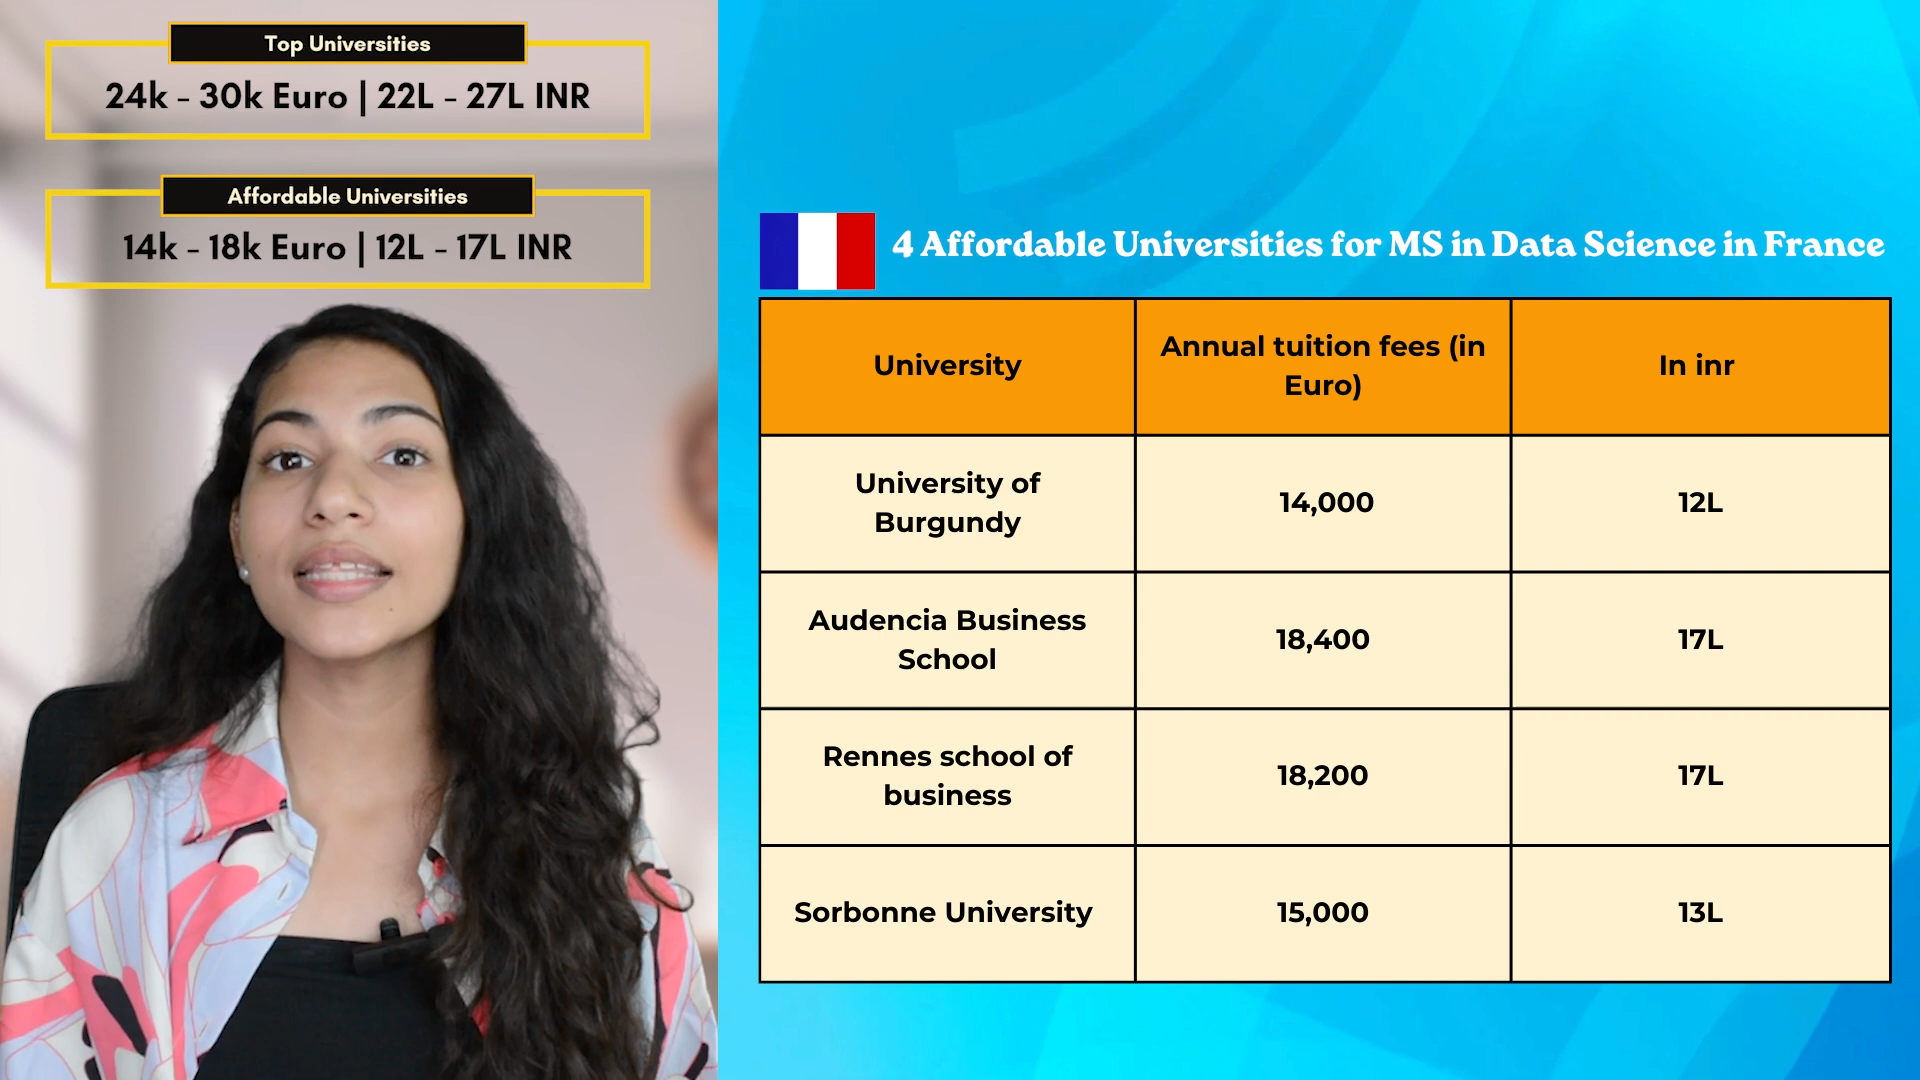 Top Universities
24k - 30k Euro | 22L - 27L INR
Affordable Universities
14k - 18k Euro | 12L - 17L INR
4 Affordable Universities for MS in Data Science in France
University
Annual tuition fees (in
Euro)
In inr
University of
Burgundy
14,000
12L
Audencia Business
School
18,400
17L
Rennes school of
business
18,200
17L
Sorbonne University
15,000
13L